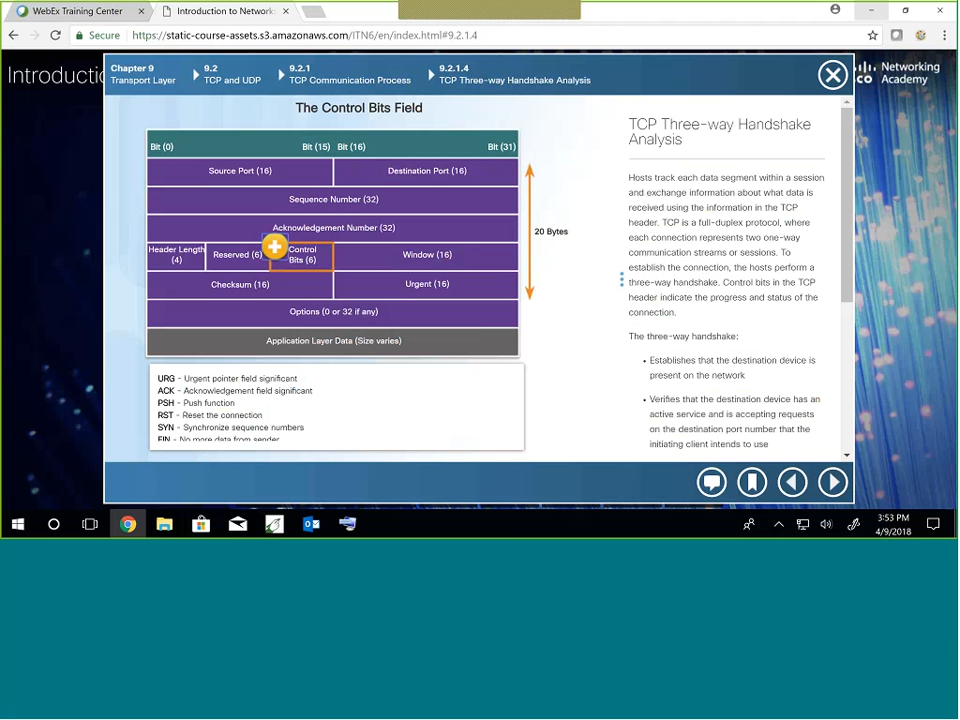 WebEx Training Center
Introduction to Network
Secure
https://static-course-assets.s3.amazonaws.com/ITN6/en/index.html#9.2.1.4
Introductio
Chapter 9
Transport Layer
9.2
TCP and UDP
9.2.1
TCP Communication Process
9.2.1.4
TCP Three-way Handshake Analysis
Networking
Academy
co
The Control Bits Field
Bit (0)
Bit (15)
Bit (16)
Bit (31)
Source Port (16)
Destination Port (16)
Sequence Number (32)
Acknowledgement Number (32)
Header Length
(4)
Reserved (6)
Control
Bits (6)
Window (16)
Checksum (16)
Urgent (16)
Options (0 or 32 if any)
Application Layer Data (Size varies)
20 Bytes
URG - Urgent pointer field significant
ACK - Acknowledgement field significant
PSH - Push function
RST - Reset the connection
SYN - Synchronize sequence numbers
FIN - No more data from sender
TCP Three-way Handshake
Analysis
Hosts track each data segment within a session
and exchange information about what data is
received using the information in the TCP
header. TCP is a full-duplex protocol, where
each connection represents two one-way
communication streams or sessions. To
establish the connection, the hosts perform a
three-way handshake. Control bits in the TCP
header indicate the progress and status of the
connection.
The three-way handshake:
• Establishes that the destination device is
present on the network
• Verifies that the destination device has an
active service and is accepting requests
on the destination port number that the
initiating client intends to use
3:53 PM
4/9/2018